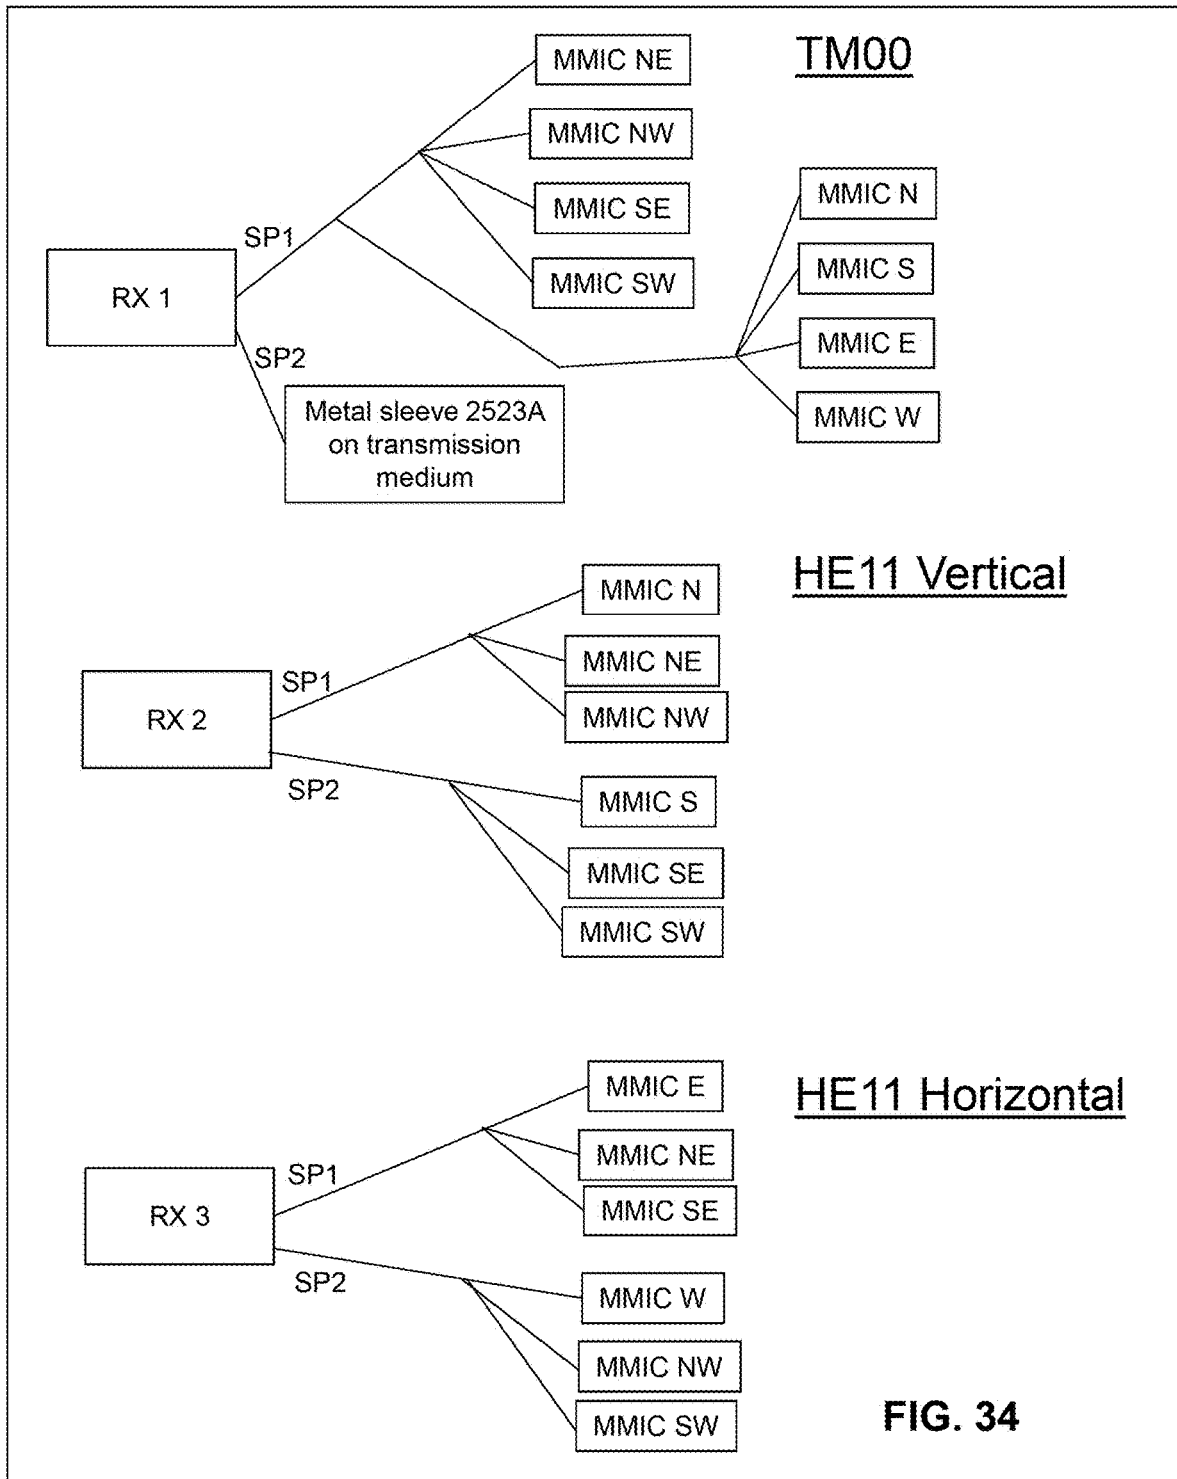 TM00
MMIC NE
MMIC NW
MMIC SE
MMIC SW
MMIC N
MMIC S
MMIC E
MMIC W
SP1
RX 1
SP2
Metal sleeve 2523A
on transmission
medium
HE11 Vertical
MMIC N
MMIC NE
MMIC NW
SP1
RX 2
SP2
MMIC S
MMIC SE
MMIC SW
HE11 Horizontal
MMIC E
MMIC NE
MMIC SE
SP1
RX 3
SP2
MMIC W
MMIC NW
MMIC SW
FIG. 34